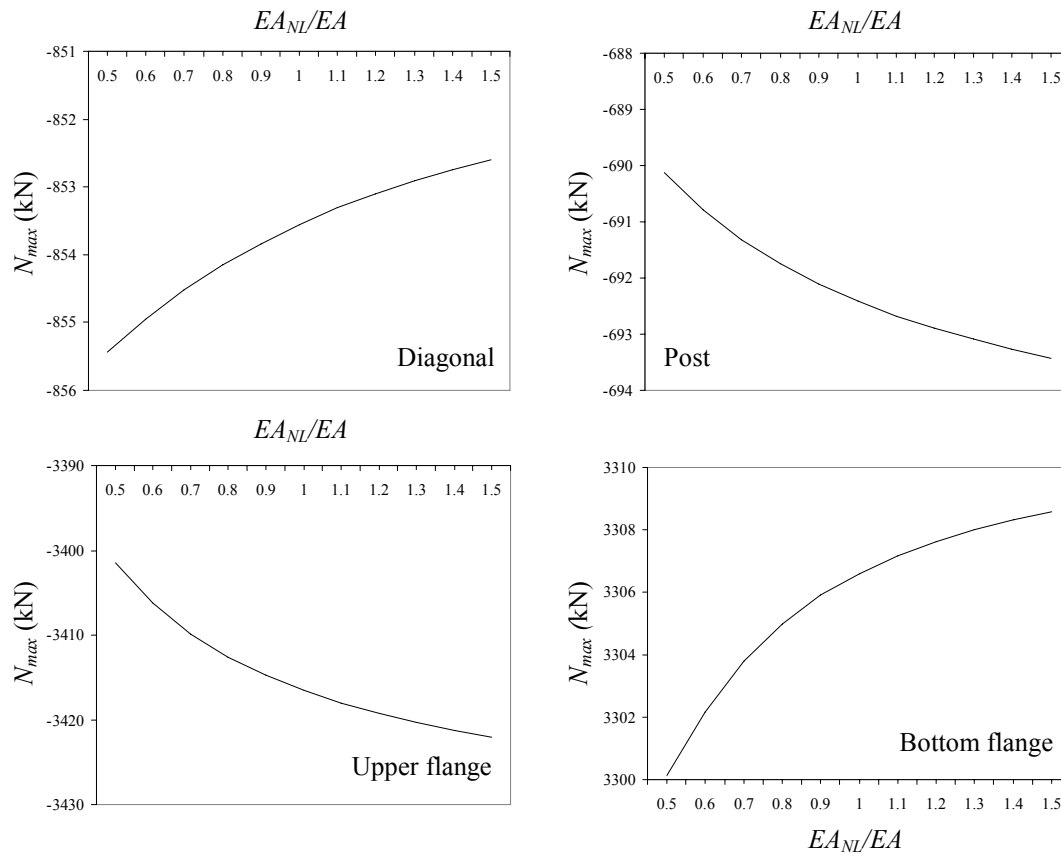 EA_NL/EA
-851
0.5 0.6 0.7 0.8 0.9 1 1.1 1.2 1.3 1.4 1.5
-852
-853
-854
-855
-856
N_max (kN)
Diagonal
EA_NL/EA
-688
0.5 0.6 0.7 0.8 0.9 1 1.1 1.2 1.3 1.4 1.5
-689
-690
-691
-692
-693
-694
N_max (kN)
Post
EA_NL/EA
-3390
0.5 0.6 0.7 0.8 0.9 1 1.1 1.2 1.3 1.4 1.5
-3400
-3410
-3420
-3430
N_max (kN)
Upper flange
3310
3308
3306
3304
3302
3300
N_max (kN)
Bottom flange
0.5 0.6 0.7 0.8 0.9 1 1.1 1.2 1.3 1.4 1.5
EA_NL/EA